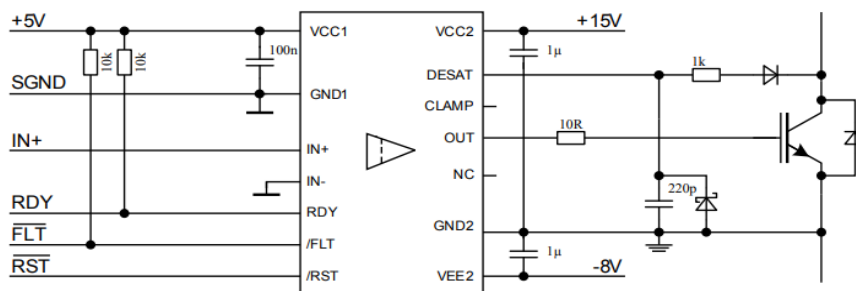 +5V
10k
10k
100n
SGND
IN+
RDY
FLT
RST
VCC1
GND1
IN+
IN-
RDY
/FLT
/RST
VCC2
DESAT
CLAMP
OUT
NC
GND2
VEE2
+15V
1µ
1k
10R
220p
1µ
-8V